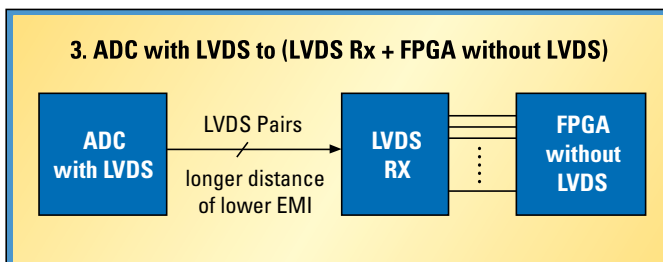 3. ADC with LVDS to (LVDS Rx + FPGA without LVDS)
ADC
with LVDS
LVDS Pairs
longer distance
of lower EMI
LVDS
RX
FPGA
without
LVDS